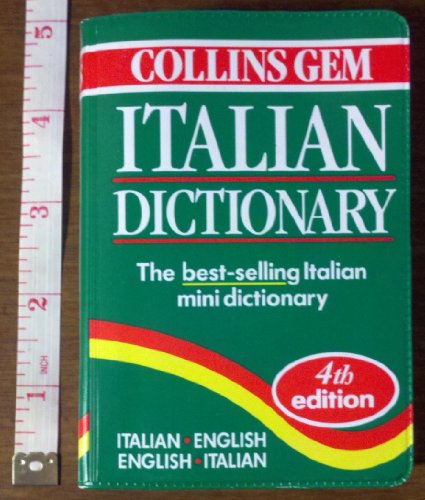 COLLINS GEM
ITALIAN
DICTIONARY
The best-selling Italian
mini dictionary
4th
edition
ITALIAN • ENGLISH
ENGLISH • ITALIAN
5
4
3
2
1
INCH